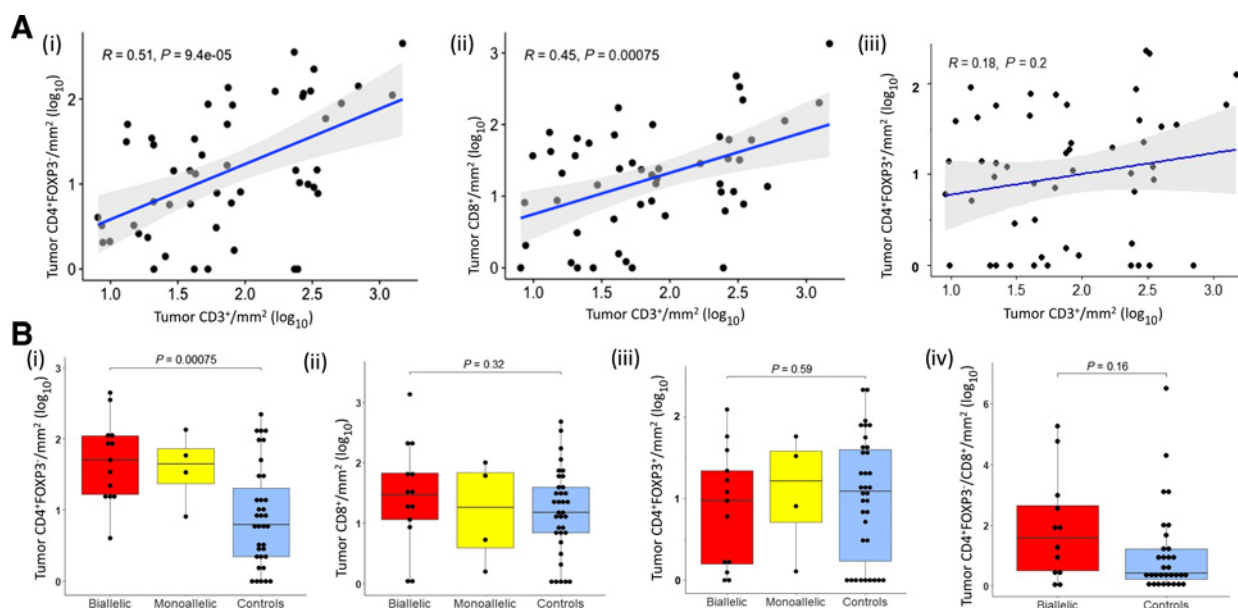 A
(i)
R = 0.51, P = 9.4e-05
Tumor CD4⁺FOXP3⁻/mm² (log₁₀)
2
1
0
1.0 1.5 2.0 2.5 3.0
Tumor CD3⁺/mm² (log₁₀)
(ii)
R = 0.45, P = 0.00075
Tumor CD8⁺/mm² (log₁₀)
3
2
1
0
1.0 1.5 2.0 2.5 3.0
Tumor CD3⁺/mm² (log₁₀)
(iii)
R = 0.18, P = 0.2
Tumor CD4⁺FOXP3⁺/mm² (log₁₀)
2
1
0
1.0 1.5 2.0 2.5 3.0
Tumor CD3⁺/mm² (log₁₀)
B
(i)
P = 0.00075
Tumor CD4⁺FOXP3⁻/mm² (log₁₀)
3
2
1
0
Biallelic Monoallelic Controls
(ii)
P = 0.32
Tumor CD8⁺/mm² (log₁₀)
3
2
1
0
Biallelic Monoallelic Controls
(iii)
P = 0.59
Tumor CD4⁺FOXP3+/mm² (log₁₀)
2
1
0
Biallelic Monoallelic Controls
(iv)
P = 0.16
Tumor CD4⁺FOXP3⁻/CD8⁺/mm² (log₁₀)
6
4
2
0
Biallelic Controls